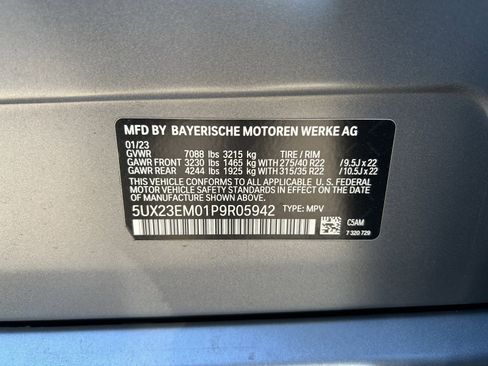 MFD BY BAYERISCHE MOTOREN WERKE AG
01/23
GVWR 7088 lbs 3215 kg TIRE / RIM
GAWR FRONT 3230 lbs 1465 kg WITH 275/40 R22 / 9.5J x 22
GAWR REAR 4244 lbs 1925 kg WITH 315/35 R22 / 10.5J x 22
THIS VEHICLE CONFORMS TO ALL APPLICABLE U.S. FEDERAL MOTOR
VEHICLE SAFETY STANDARDS IN EFFECT ON THE DATE OF MANUFACTURE SHOWN ABOVE.
5UX23EM01P9R05942 TYPE: MPV
C5AM
7 320 729